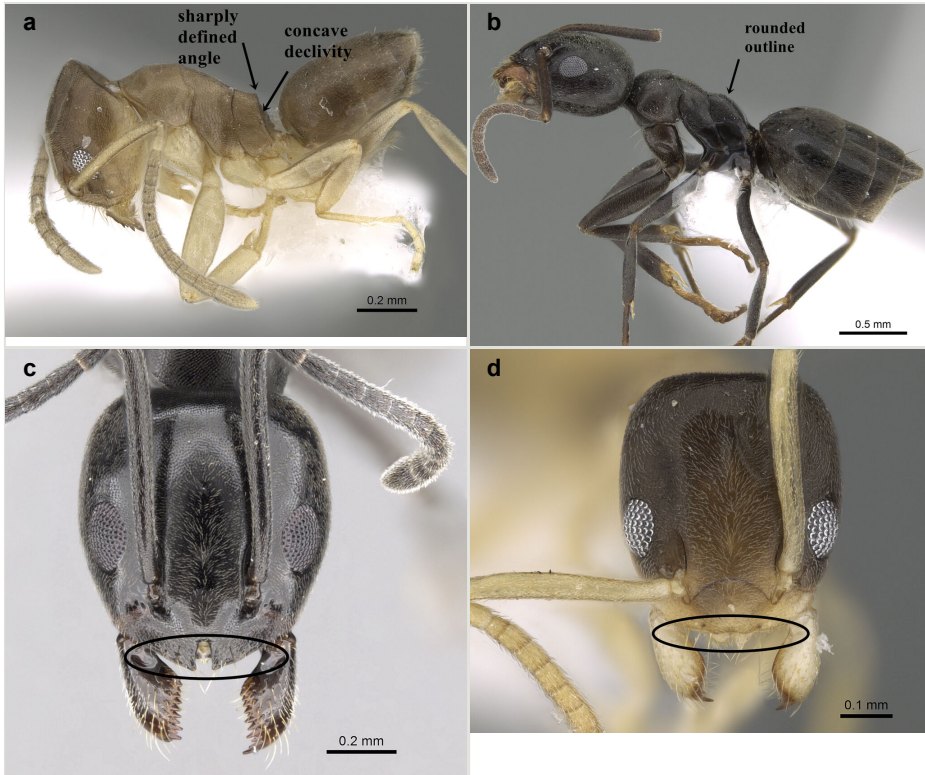 a
sharply
defined
angle
concave
declivity
0.2 mm
b
rounded
outline
0.5 mm
c
0.2 mm
d
0.1 mm